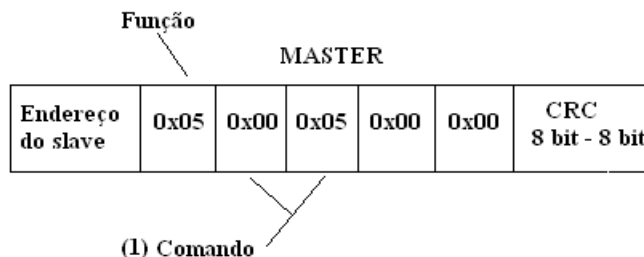 Função
MASTER
Endereço do slave
0x05 0x00 0x05 0x00 0x00
CRC
8 bit - 8 bit
(1) Comando